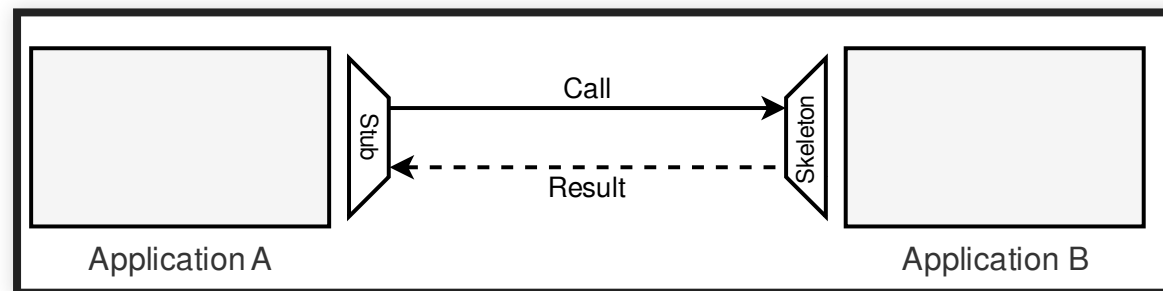 Call
Stub
Skeleton
Result
Application A
Application B